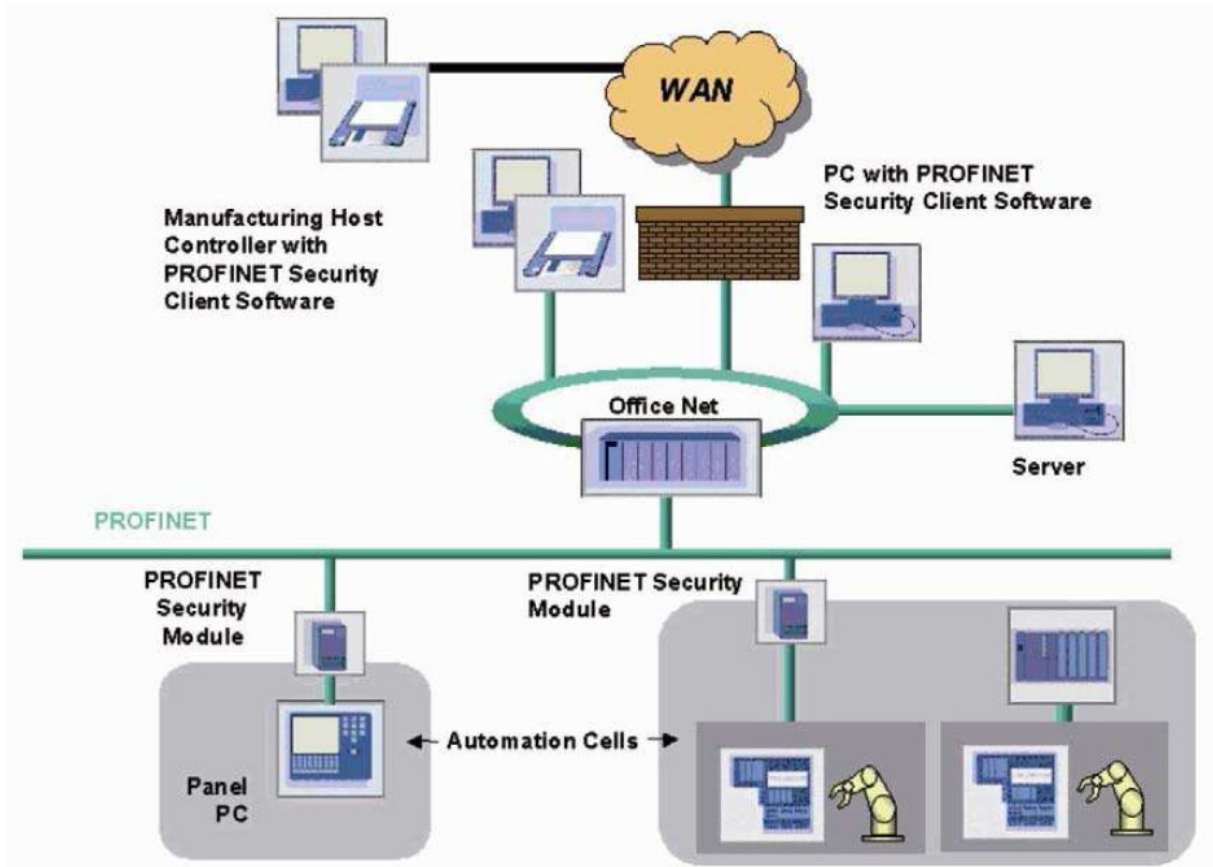 WAN
PC with PROFINET
Security Client Software
Manufacturing Host
Controller with
PROFINET Security
Client Software
Office Net
Server
PROFINET
PROFINET
Security
Module
PROFINET Security
Module
Automation Cells
Panel
PC